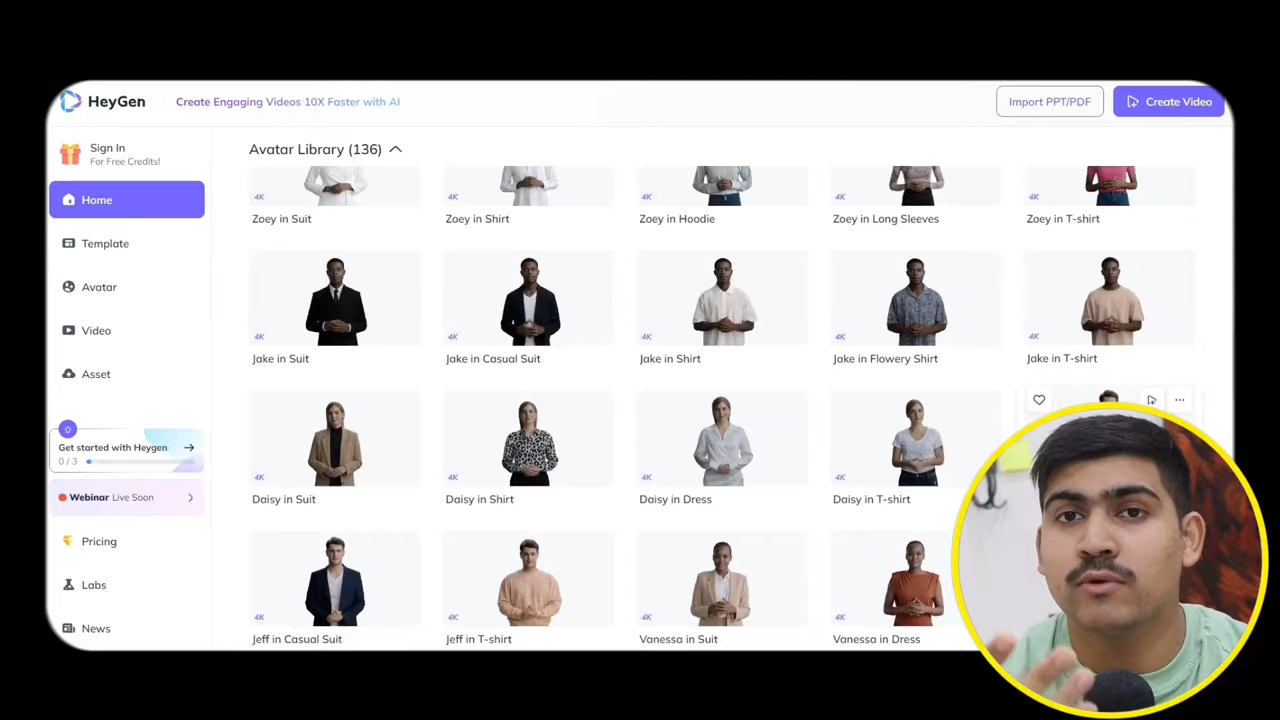 HeyGen
Create Engaging Videos 10X Faster with AI
Import PPT/PDF
Create Video
Sign In
For Free Credits!
Home
Template
Avatar
Video
Asset
Get started with Heygen
0 / 3
Webinar Live Soon
Pricing
Labs
News
Avatar Library (136)
4K 4K 4K 4K 4K
Zoey in Suit Zoey in Shirt Zoey in Hoodie Zoey in Long Sleeves Zoey in T-shirt
4K 4K 4K 4K 4K
Jake in Suit Jake in Casual Suit Jake in Shirt Jake in Flowery Shirt Jake in T-shirt
4K 4K 4K 4K
Daisy in Suit Daisy in Shirt Daisy in Dress Daisy in T-shirt
4K 4K 4K 4K
Jeff in Casual Suit Jeff in T-shirt Vanessa in Suit Vanessa in Dress